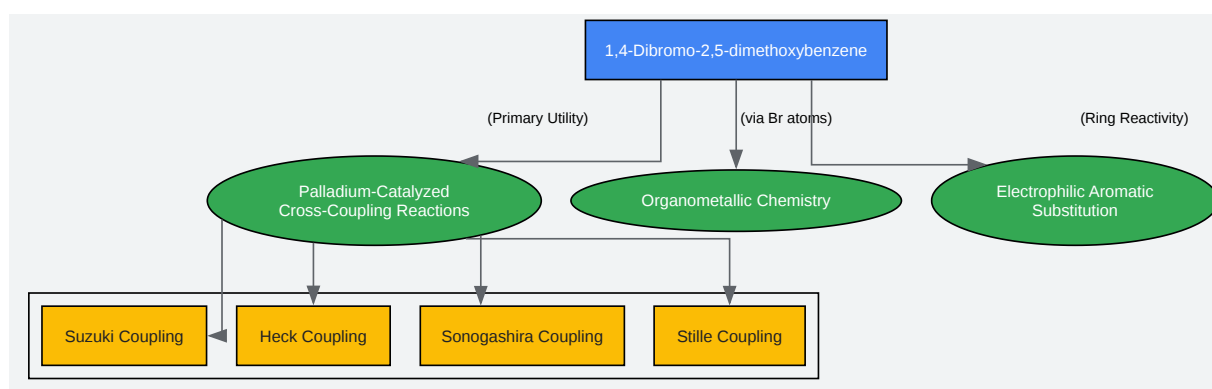 1,4-Dibromo-2,5-dimethoxybenzene
(Primary Utility)
(via Br atoms)
(Ring Reactivity)
Palladium-Catalyzed
Cross-Coupling Reactions
Organometallic Chemistry
Electrophilic Aromatic
Substitution
Suzuki Coupling
Heck Coupling
Sonogashira Coupling
Stille Coupling